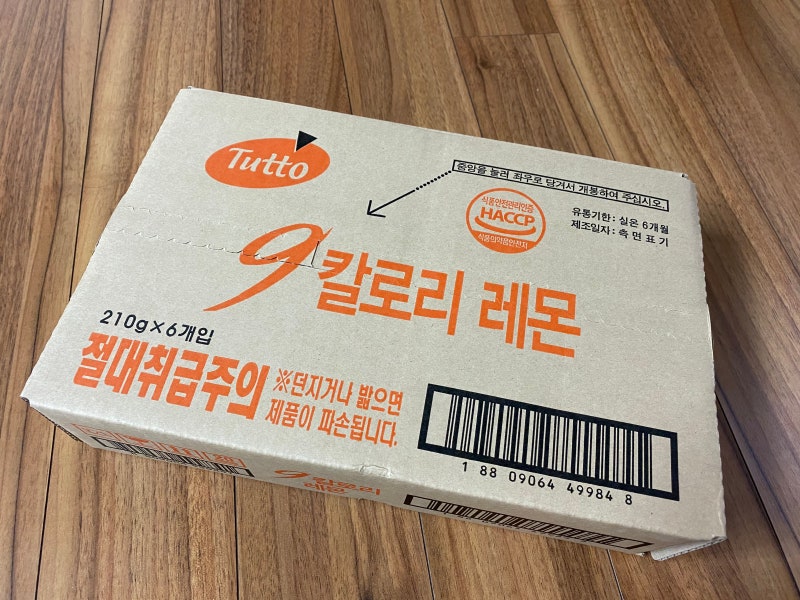 Tutto
중앙을 눌러 좌우로 당겨서 개봉하여 주십시오.
식품안전관리인증
HACCP
식품의약품안전처
유통기한 : 실온 6개월
제조일자 : 측면표기
9칼로리 레몬
210g×6개입
절대취급주의
※던지거나 밟으면
제품이 파손됩니다.
1 88 09064 49984 8
9칼로리
레몬